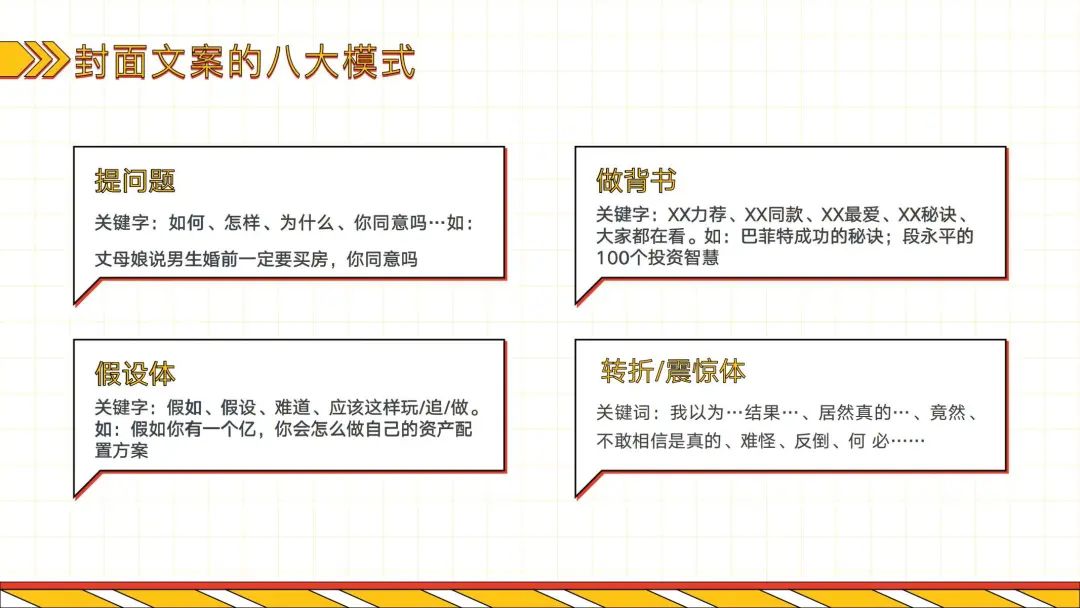 封面文案的八大模式
提问题
关键字：如何、怎样、为什么、你同意吗…如：
丈母娘说男生婚前一定要买房，你同意吗
做背书
关键字：XX力荐、XX同款、XX最爱、XX秘诀、
大家都在看。如：巴菲特成功的秘诀；段永平的
100个投资智慧
假设体
关键字：假如、假设、难道、应该这样玩/追/做。
如：假如你有一个亿，你会怎么做自己的资产配
置方案
转折/震惊体
关键词：我以为…结果…、居然真的…、竟然、
不敢相信是真的、难怪、反倒、何 必……